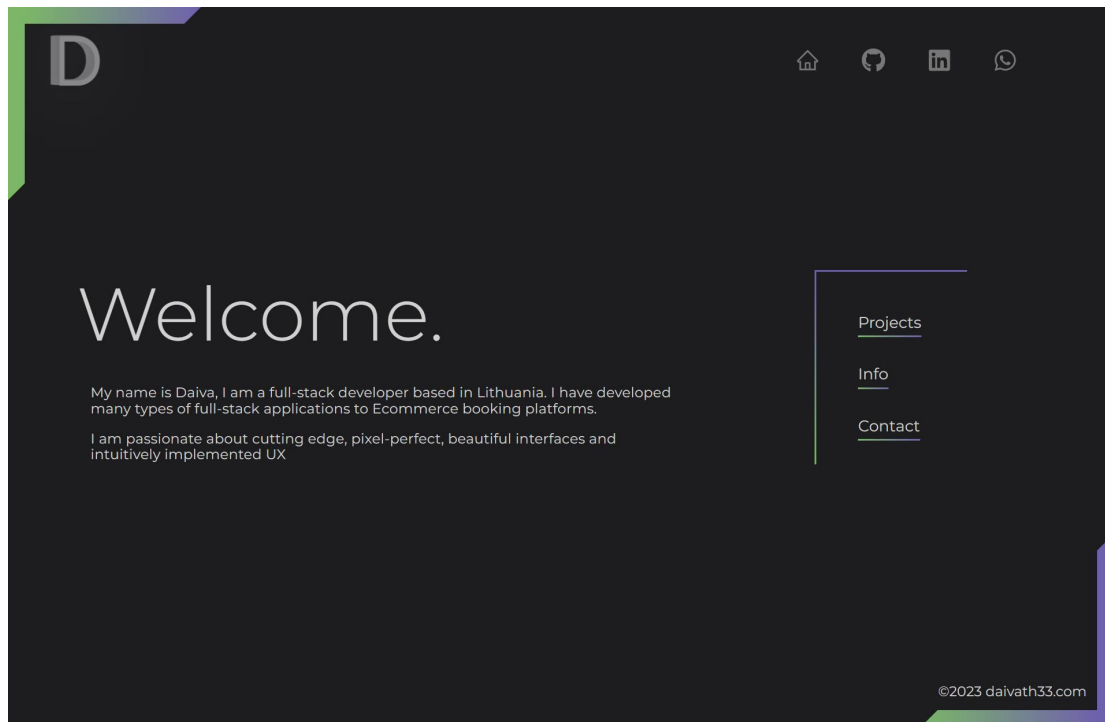 D
Welcome.
My name is Daiva, I am a full-stack developer based in Lithuania. I have developed
many types of full-stack applications to Ecommerce booking platforms.
I am passionate about cutting edge, pixel-perfect, beautiful interfaces and
intuitively implemented UX
Projects
Info
Contact
©2023 daivath33.com